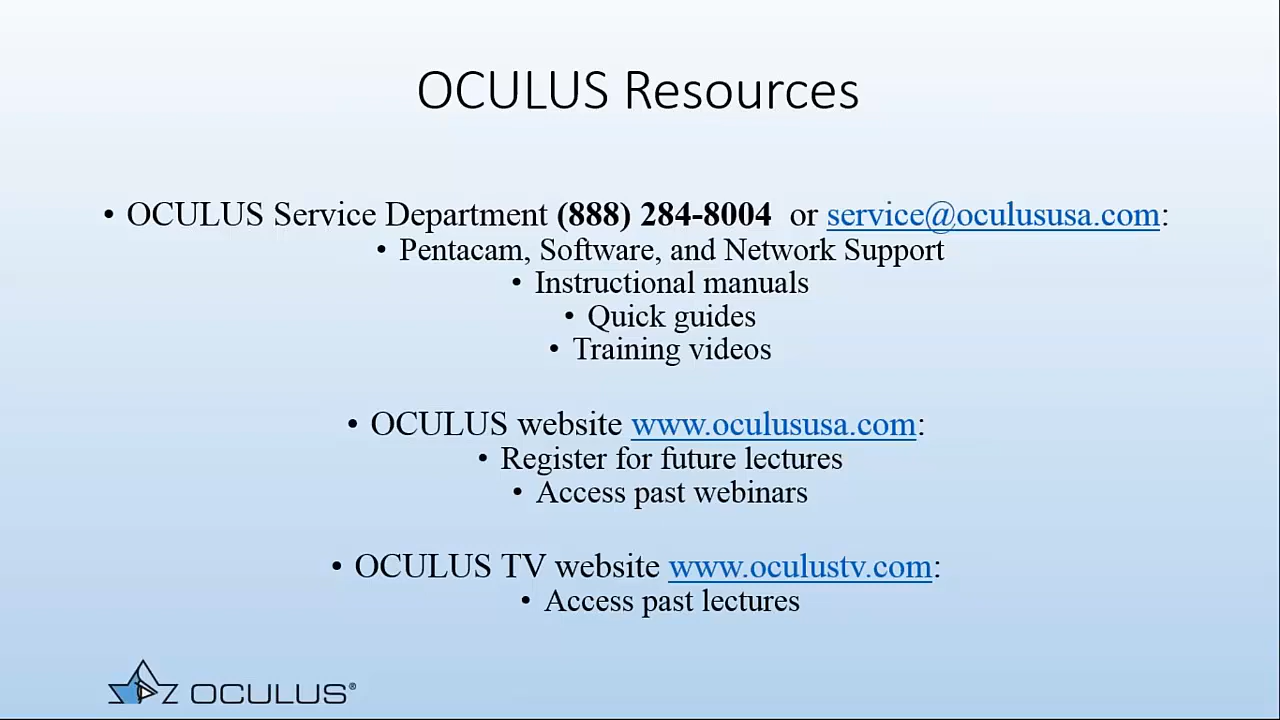 OCULUS Resources
• OCULUS Service Department (888) 284-8004 or service@oculususa.com:
• Pentacam, Software, and Network Support
• Instructional manuals
• Quick guides
• Training videos
• OCULUS website www.oculususa.com:
• Register for future lectures
• Access past webinars
• OCULUS TV website www.oculustv.com:
• Access past lectures
OCULUS®